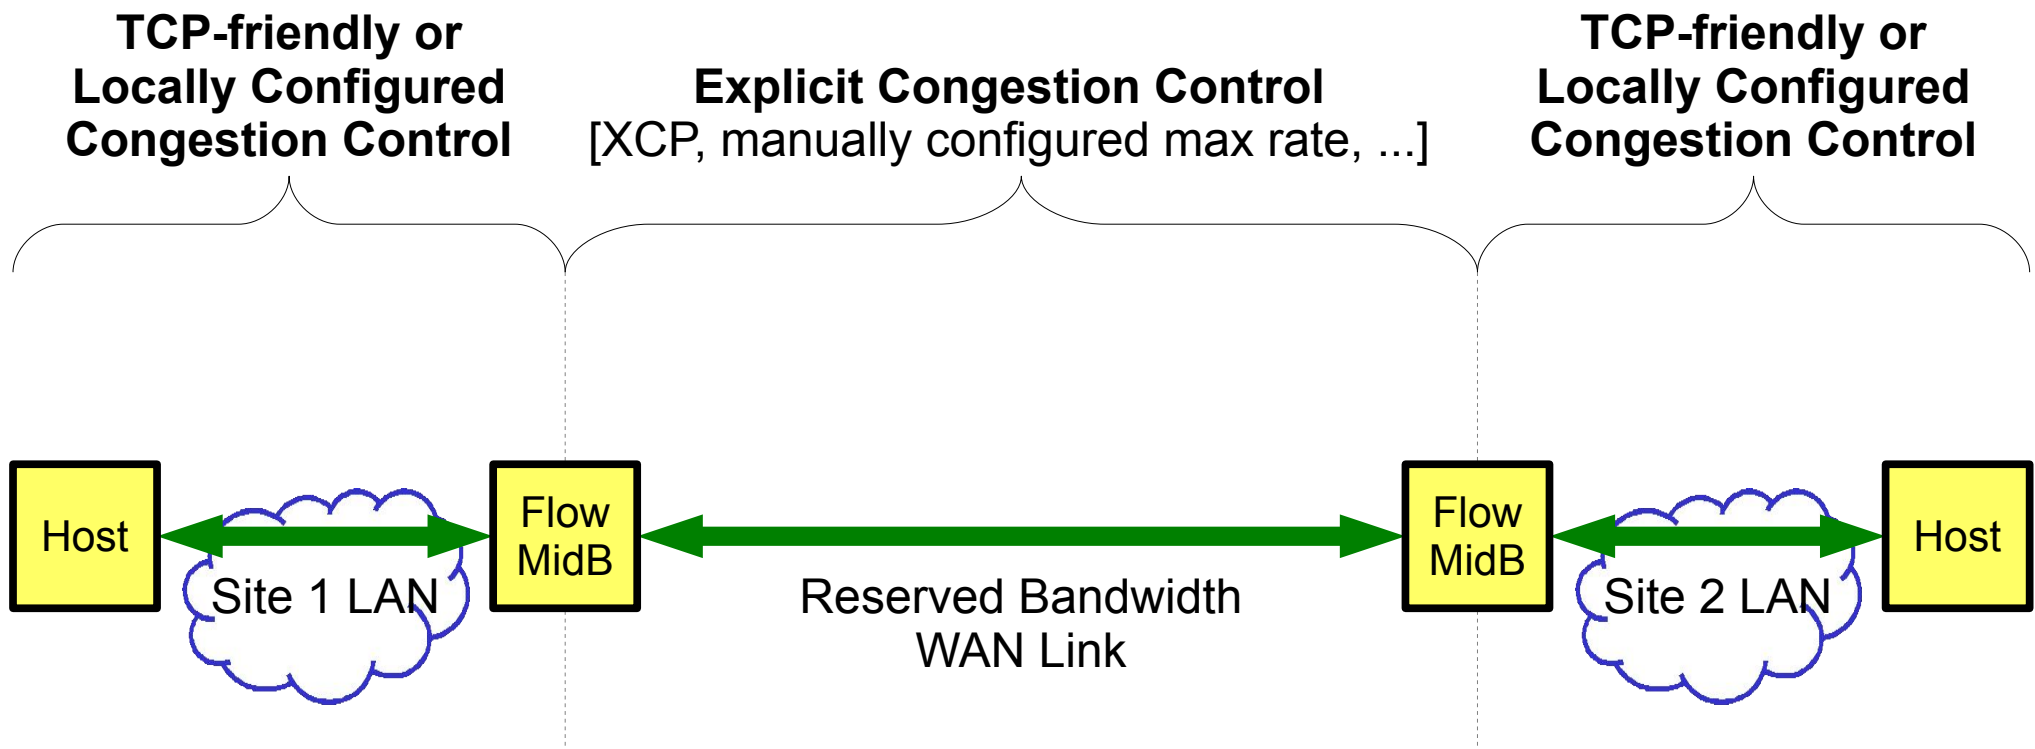 TCP-friendly or
Locally Configured
Congestion Control
Explicit Congestion Control
[XCP, manually configured max rate, ...]
TCP-friendly or
Locally Configured
Congestion Control
Host
Site 1 LAN
Flow
MidB
Reserved Bandwidth
WAN Link
Flow
MidB
Site 2 LAN
Host